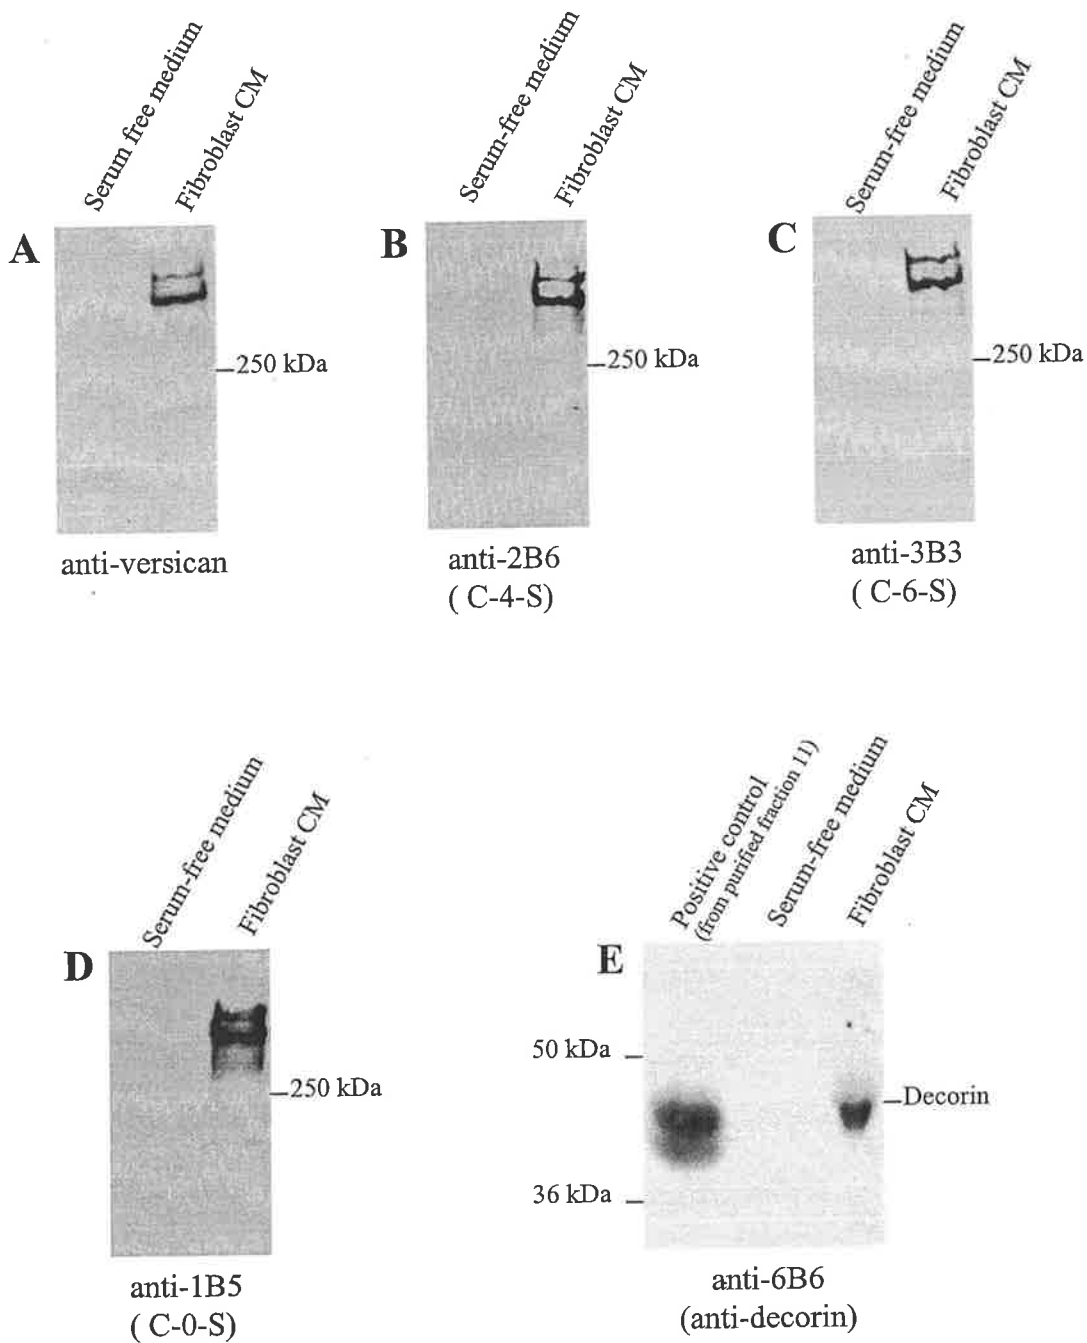 Serum free medium
Fibroblast CM
A
250 kDa
anti-versican
Serum-free medium
Fibroblast CM
B
250 kDa
anti-2B6
( C-4-S)
Serum-free medium
Fibroblast CM
C
250 kDa
anti-3B3
( C-6-S)
Serum-free medium
Fibroblast CM
D
250 kDa
anti-1B5
( C-0-S)
Positive control
(from purified fraction 11)
Serum-free medium
Fibroblast CM
E
50 kDa
Decorin
36 kDa
anti-6B6
(anti-decorin)